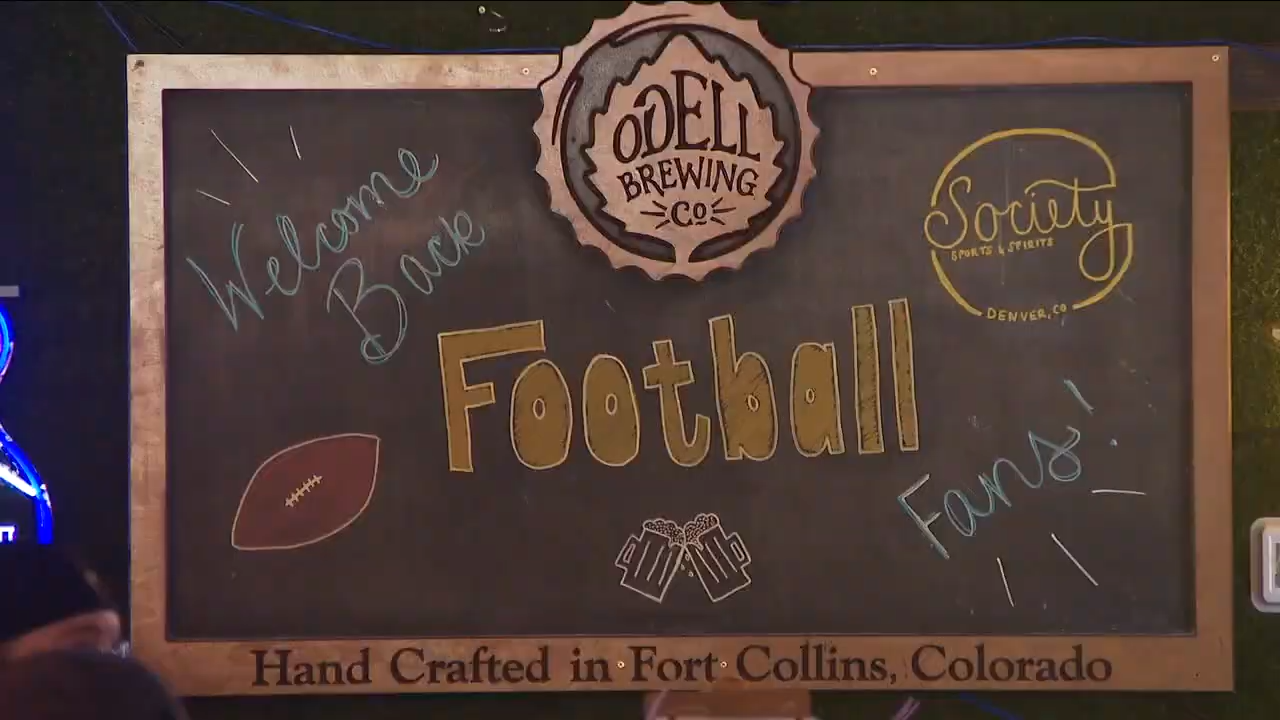 ODELL
BREWING
CO
Welcome
Back
Society
SPORTS & SPIRITS
DENVER, CO
Football
Fans!
Hand Crafted in Fort Collins, Colorado